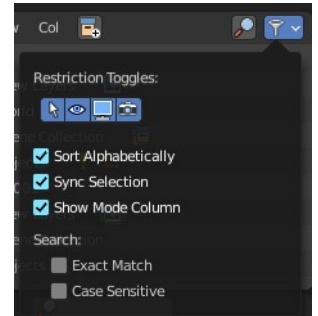 Col
Restriction Toggles:
Sort Alphabetically
Sync Selection
Show Mode Column
Search:
Exact Match
Case Sensitive